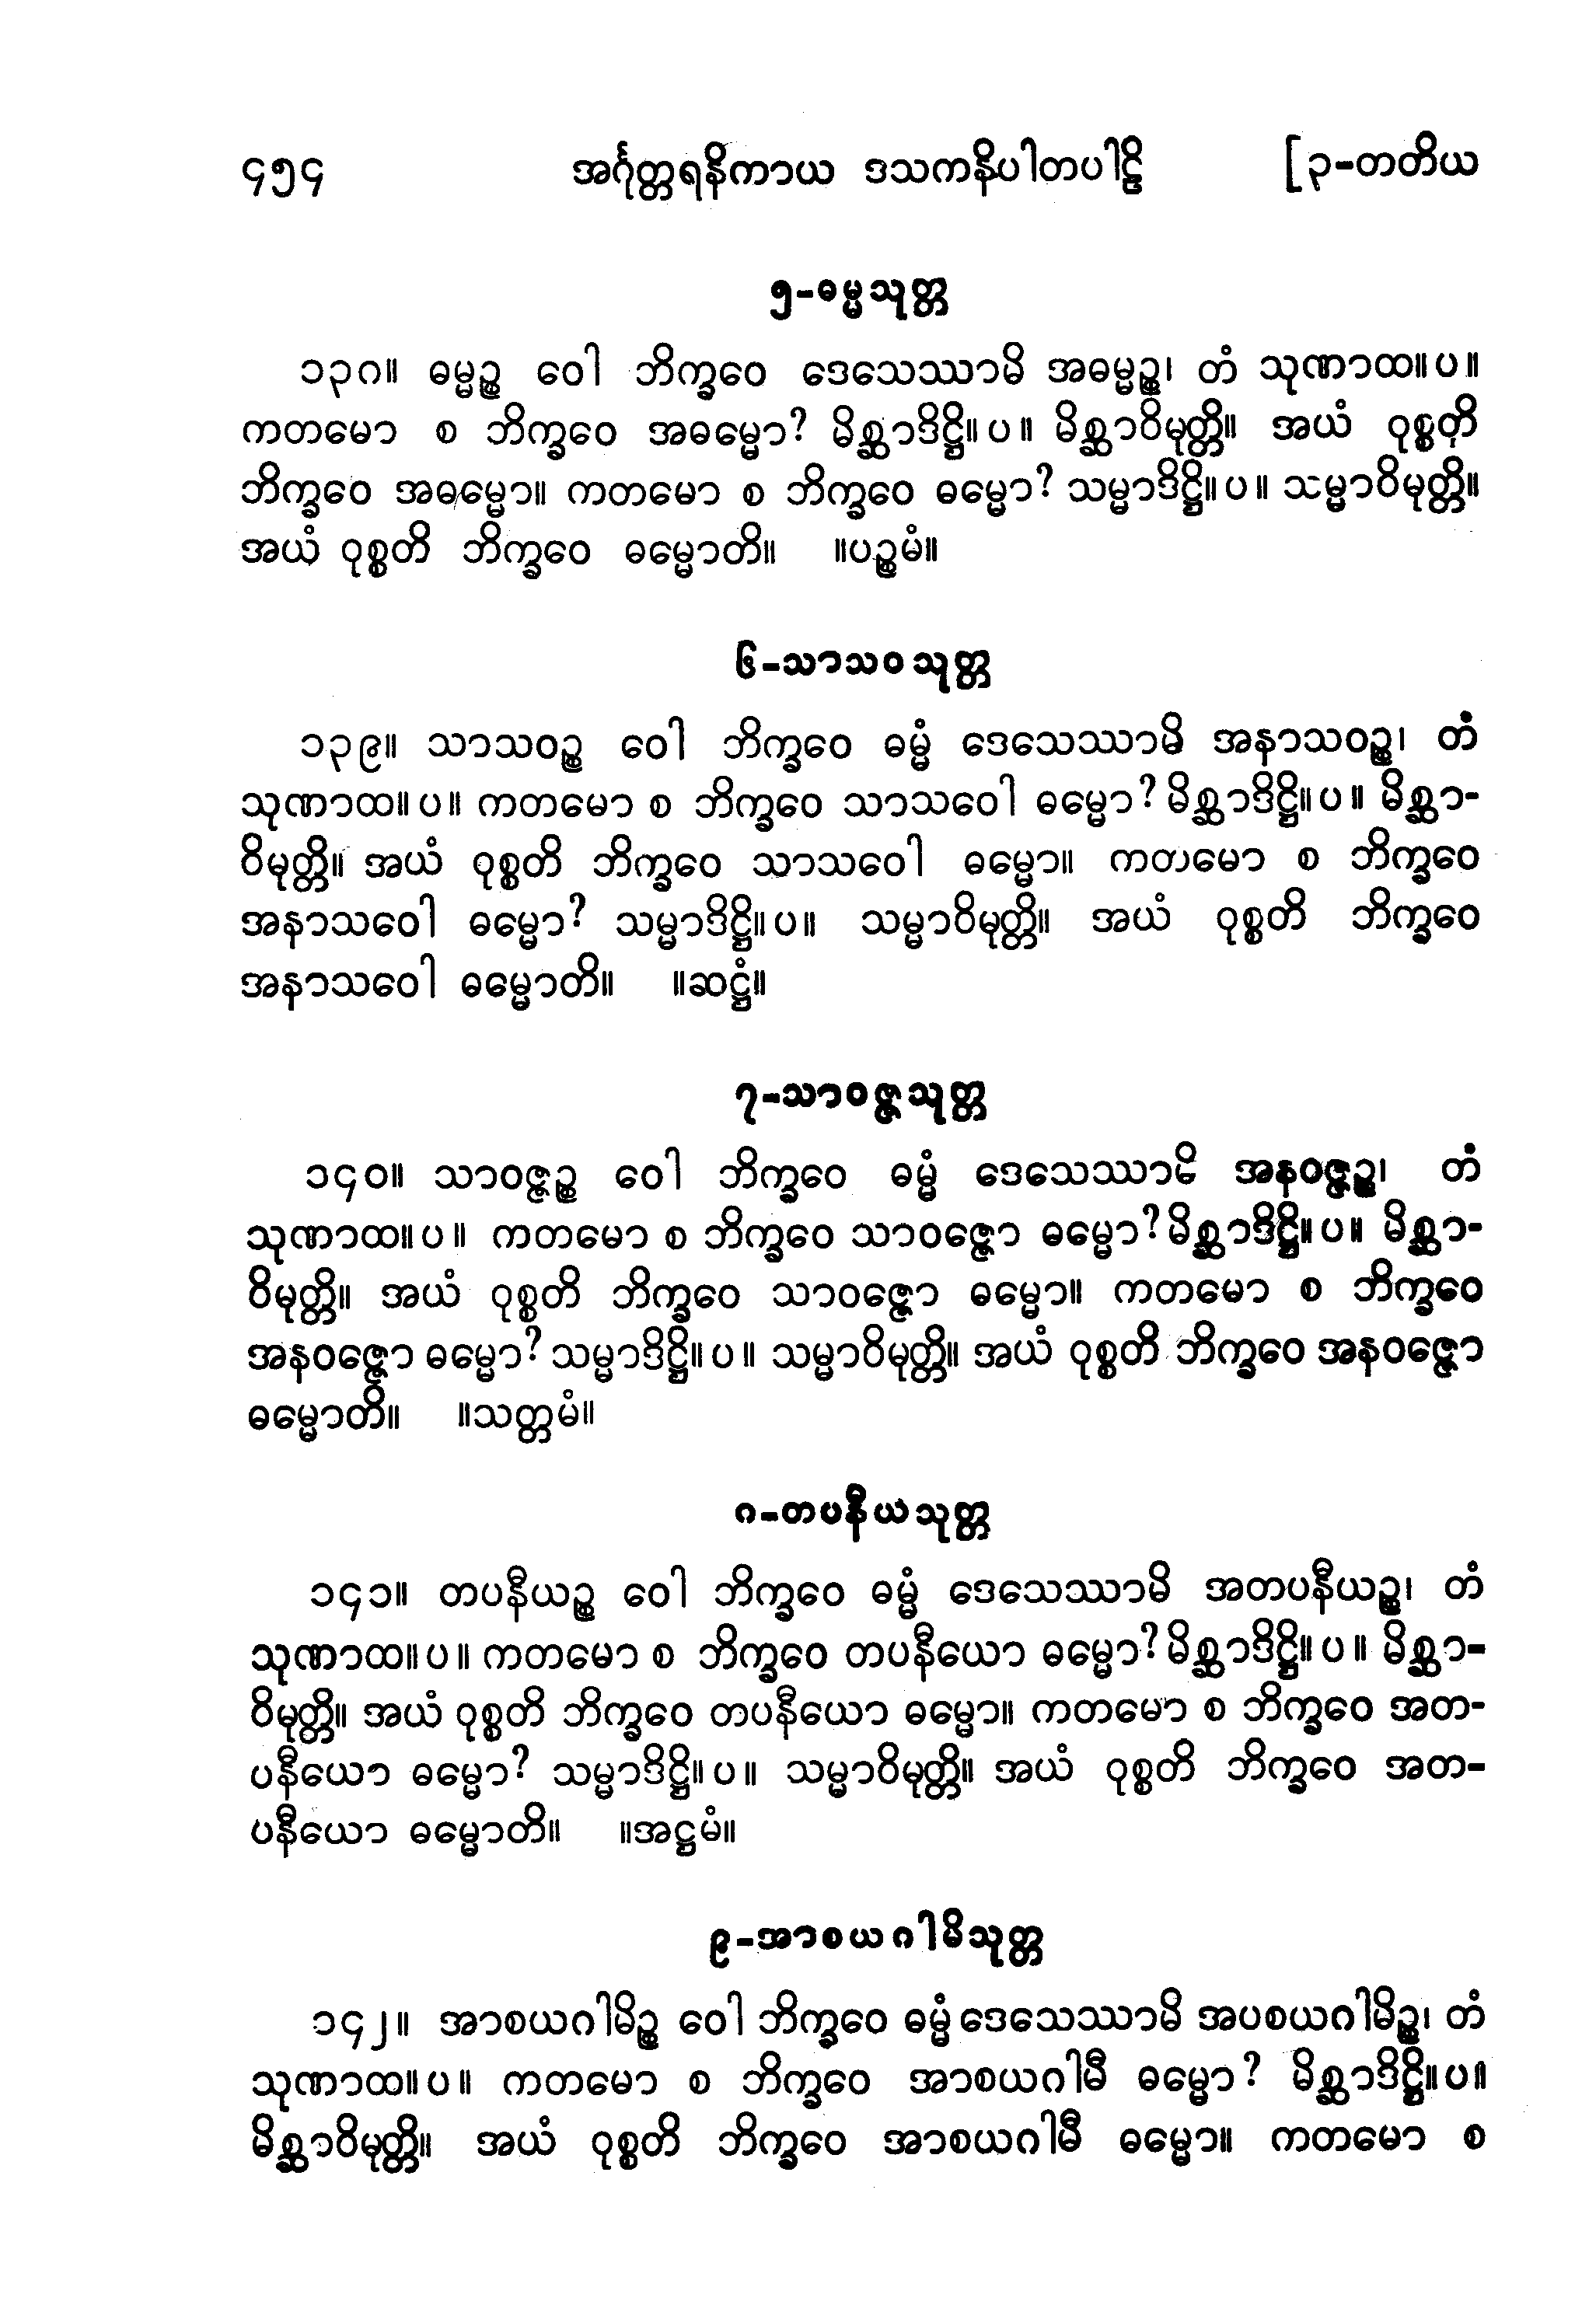 ၄၅၄ အင်္ဂုတ္တရနိကာယ ဒသကနိပါတပါဠိ [၃-တတိယ
၅-ဓမ္မသုတ္တ
၁၃၈။ ဓမ္မဉ္စ ဝေါ ဘိက္ခဝေ ဒေသေဿာမိ အဓမ္မဉ္စ၊ တံ သုဏာထ။ပ။
ကတမော စ ဘိက္ခဝေ အဓမ္မော? မိစ္ဆာဒိဋ္ဌိ။ပ။ မိစ္ဆာဝိမုတ္တိ။ အယံ ဝုစ္စတိ
ဘိက္ခဝေ အဓမ္မော။ ကတမော စ ဘိက္ခဝေ ဓမ္မော? သမ္မာဒိဋ္ဌိ။ပ။ သမ္မာဝိမုတ္တိ။
အယံ ဝုစ္စတိ ဘိက္ခဝေ ဓမ္မောတိ။ ။ပဉ္စမံ။
၆-သာသဝသုတ္တ
၁၃၉။ သာသဝဉ္စ ဝေါ ဘိက္ခဝေ ဓမ္မံ ဒေသေဿာမိ အနာသဝဉ္စ၊ တံ
သုဏာထ။ပ။ ကတမော စ ဘိက္ခဝေ သာသဝေါ ဓမ္မော? မိစ္ဆာဒိဋ္ဌိ။ပ။ မိစ္ဆာ-
ဝိမုတ္တိ။ အယံ ဝုစ္စတိ ဘိက္ခဝေ သာသဝေါ ဓမ္မော။ ကတမော စ ဘိက္ခဝေ
အနာသဝေါ ဓမ္မော? သမ္မာဒိဋ္ဌိ။ပ။ သမ္မာဝိမုတ္တိ။ အယံ ဝုစ္စတိ ဘိက္ခဝေ
အနာသဝေါ ဓမ္မောတိ။ ။ဆဋ္ဌံ။
၇-သာဝဇ္ဇသုတ္တ
၁၄၀။ သာဝဇ္ဇဉ္စ ဝေါ ဘိက္ခဝေ ဓမ္မံ ဒေသေဿာမိ အနဝဇ္ဇဉ္စ၊ တံ
သုဏာထ။ပ။ ကတမော စ ဘိက္ခဝေ သာဝဇ္ဇော ဓမ္မော? မိစ္ဆာဒိဋ္ဌိ။ပ။ မိစ္ဆာ-
ဝိမုတ္တိ။ အယံ ဝုစ္စတိ ဘိက္ခဝေ သာဝဇ္ဇော ဓမ္မော။ ကတမော စ ဘိက္ခဝေ
အနဝဇ္ဇော ဓမ္မော? သမ္မာဒိဋ္ဌိ။ပ။ သမ္မာဝိမုတ္တိ။ အယံ ဝုစ္စတိ ဘိက္ခဝေ အနဝဇ္ဇော
ဓမ္မောတိ။ ။သတ္တမံ။
၈-တပနီယသုတ္တ
၁၄၁။ တပနီယဉ္စ ဝေါ ဘိက္ခဝေ ဓမ္မံ ဒေသေဿာမိ အတပနီယဉ္စ၊ တံ
သုဏာထ။ပ။ ကတမော စ ဘိက္ခဝေ တပနီယော ဓမ္မော? မိစ္ဆာဒိဋ္ဌိ။ပ။ မိစ္ဆာ-
ဝိမုတ္တိ။ အယံ ဝုစ္စတိ ဘိက္ခဝေ တပနီယော ဓမ္မော။ ကတမော စ ဘိက္ခဝေ အတ-
ပနီယော ဓမ္မော? သမ္မာဒိဋ္ဌိ။ပ။ သမ္မာဝိမုတ္တိ။ အယံ ဝုစ္စတိ ဘိက္ခဝေ အတ-
ပနီယော ဓမ္မောတိ။ ။အဋ္ဌမံ။
၉-အာစယဂါမိသုတ္တ
၁၄၂။ အာစယဂါမိဉ္စ ဝေါ ဘိက္ခဝေ ဓမ္မံ ဒေသေဿာမိ အပစယဂါမိဉ္စ၊ တံ
သုဏာထ။ပ။ ကတမော စ ဘိက္ခဝေ အာစယဂါမီ ဓမ္မော? မိစ္ဆာဒိဋ္ဌိ။ပ။
မိစ္ဆာဝိမုတ္တိ။ အယံ ဝုစ္စတိ ဘိက္ခဝေ အာစယဂါမီ ဓမ္မော။ ကတမော စ